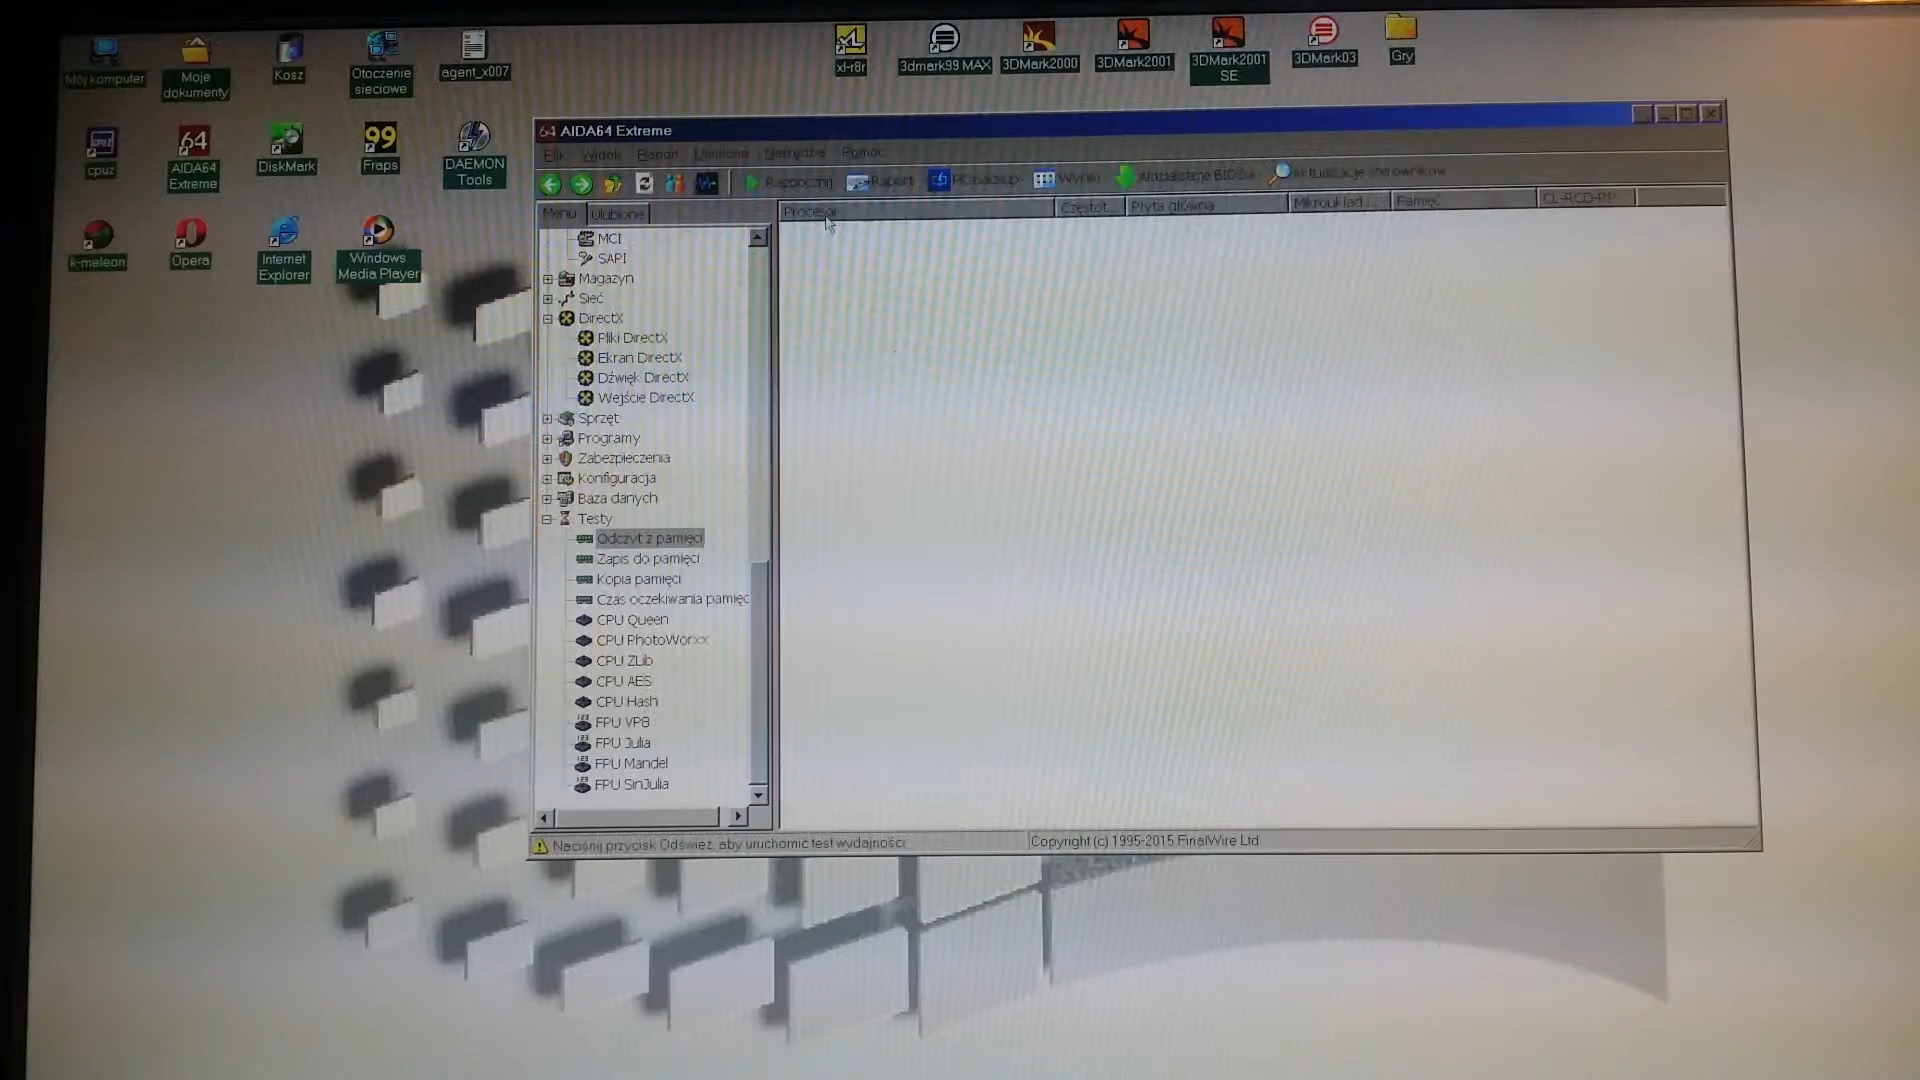 Mój komputer
Moje
dokumenty
Kosz
Otoczenie
sieciowe
agent_x007
xl-r8r
3dmark99 MAX
3DMark2000
3DMark2001
3DMark2001
SE
3DMark03
Gry
cpuz
AIDA64
Extreme
DiskMark
99
Fraps
DAEMON
Tools
k-meleon
Opera
Internet
Explorer
Windows
Media Player
64 AIDA64 Extreme
Plik Widok Raport Ulubione Narzędzia Pomoc
Rozpocznij Raport Wyniki
Menu Ulubione
Procesor Częstot... Płyta główna Mikroukład... Pamięć CL-RCD-RP
MCI
SAPI
Magazyn
Sieć
DirectX
Pliki DirectX
Ekran DirectX
Dźwięk DirectX
Wejście DirectX
Sprzęt
Programy
Zabezpieczenia
Konfiguracja
Baza danych
Testy
Odczyt z pamięci
Zapis do pamięci
Kopia pamięci
Czas oczekiwania pamięc
CPU Queen
CPU PhotoWorxx
CPU ZLib
CPU AES
CPU Hash
FPU VP8
FPU Julia
FPU Mandel
FPU SinJulia
Naciśnij przycisk Odśwież, aby uruchomić test wydajności
Copyright (c) 1995-2015 FinalWire Ltd